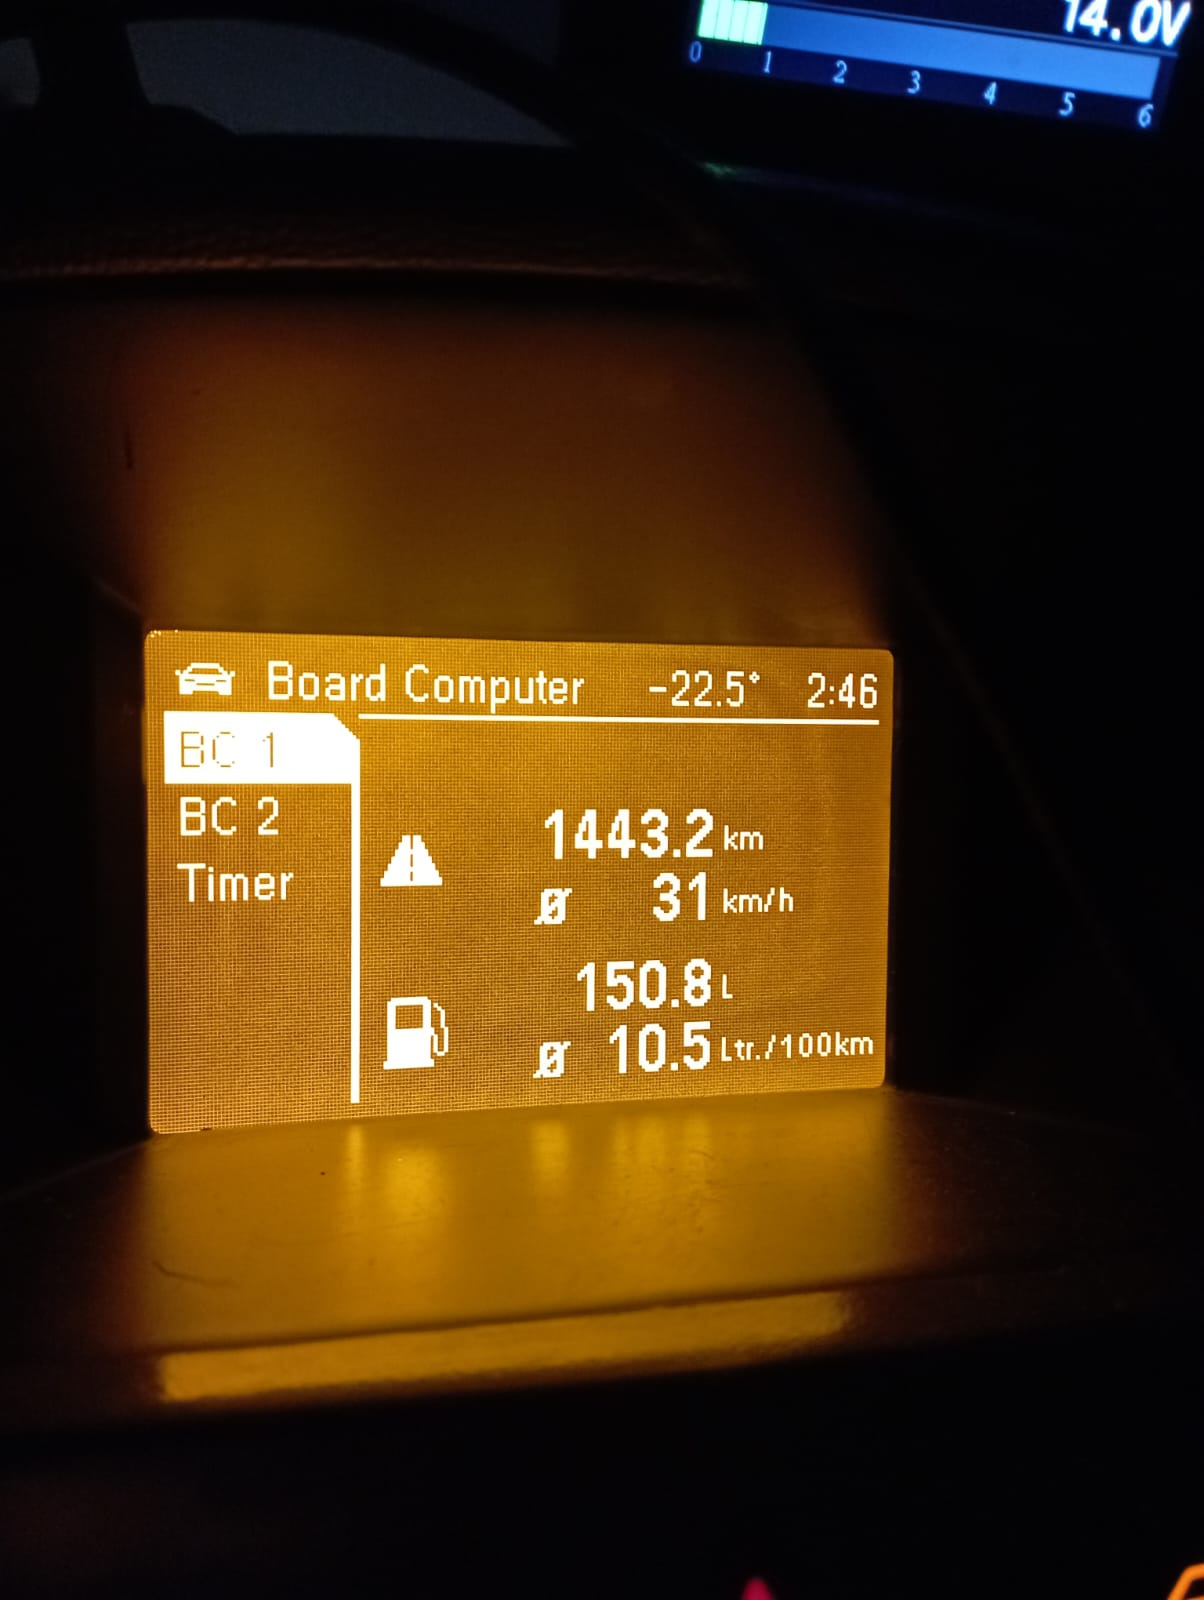 14.0V
0 1 2 3 4 5 6
Board Computer -22.5° 2:46
BC 1
BC 2
Timer
1443.2 km
Ø 31 km/h
150.8 L
Ø 10.5 Ltr./100km